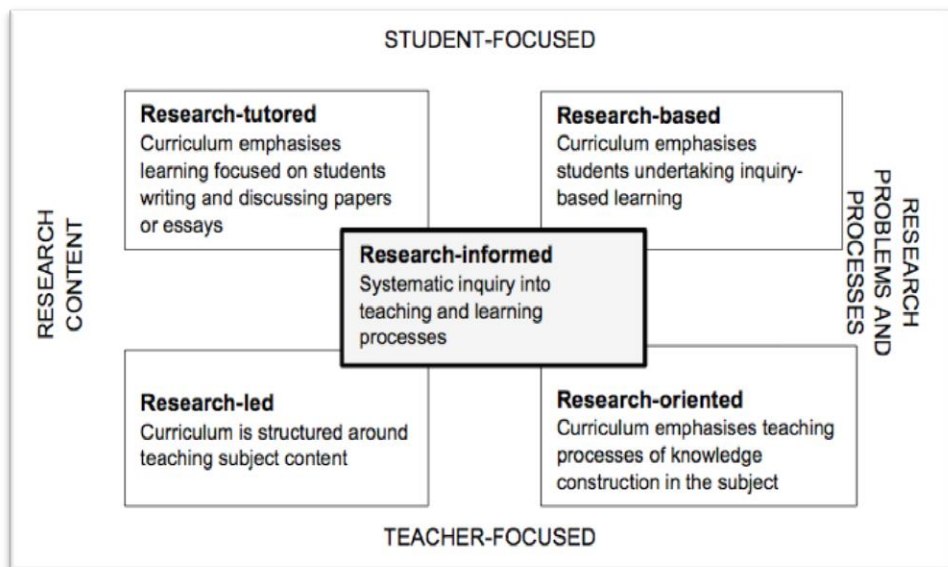 STUDENT-FOCUSED
Research-tutored
Curriculum emphasises
learning focused on students
writing and discussing papers
or essays
Research-based
Curriculum emphasises
students undertaking inquiry-
based learning
RESEARCH
CONTENT
Research-informed
Systematic inquiry into
teaching and learning
processes
RESEARCH
PROBLEMS AND
PROCESSES
Research-led
Curriculum is structured around
teaching subject content
Research-oriented
Curriculum emphasises teaching
processes of knowledge
construction in the subject
TEACHER-FOCUSED